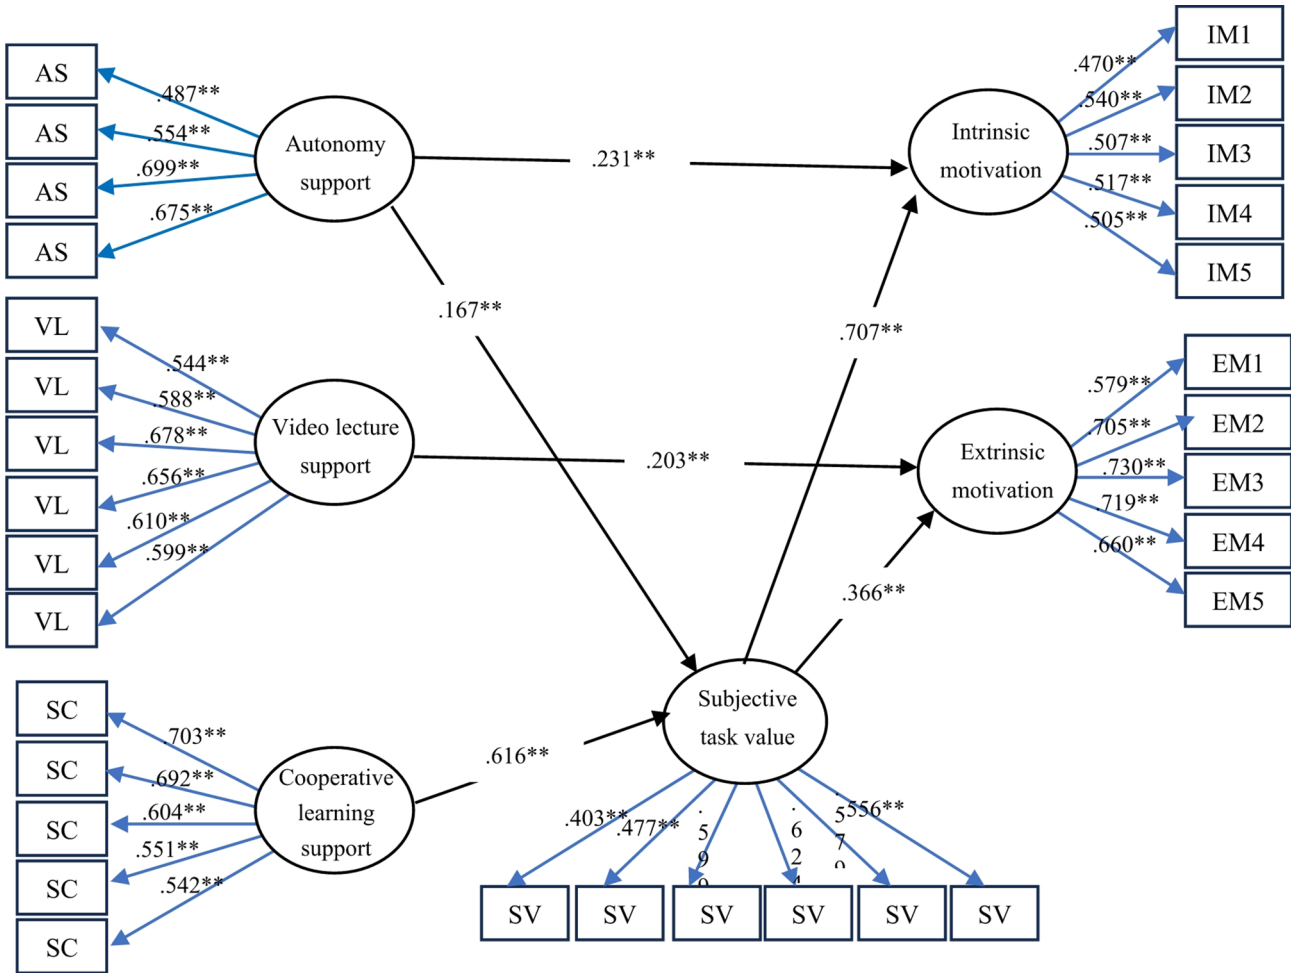 AS
AS
AS
AS
.487**
.554**
.699**
.675**
Autonomy
support
.231**
.167**
Intrinsic
motivation
.470**
.540**
.507**
.517**
.505**
IM1
IM2
IM3
IM4
IM5
VL
VL
VL
VL
VL
VL
.544**
.588**
.678**
.656**
.610**
.599**
Video lecture
support
.203**
.707**
.366**
Extrinsic
motivation
.579**
.705**
.730**
.719**
.660**
EM1
EM2
EM3
EM4
EM5
SC
SC
SC
SC
SC
.703**
.692**
.604**
.551**
.542**
Cooperative
learning
support
.616**
Subjective
task value
.403**
.477**
.599
.624
.579
.556**
SV
SV
SV
SV
SV
SV